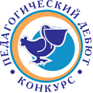 ПЕДАГОГИЧЕСКИЙ ДЕБЮТ
КОНКУРС